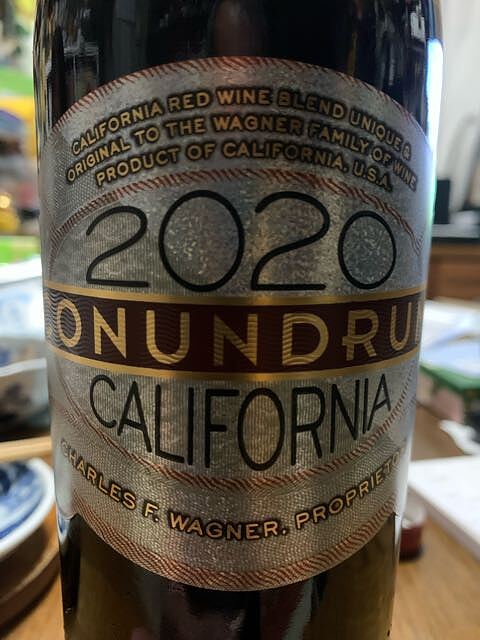 CALIFORNIA RED WINE BLEND UNIQUE &
ORIGINAL TO THE WAGNER FAMILY OF WINE
PRODUCT OF CALIFORNIA, U.S.A.
2020
ONUNDRU
CALIFORNIA
CHARLES F. WAGNER, PROPRIETO